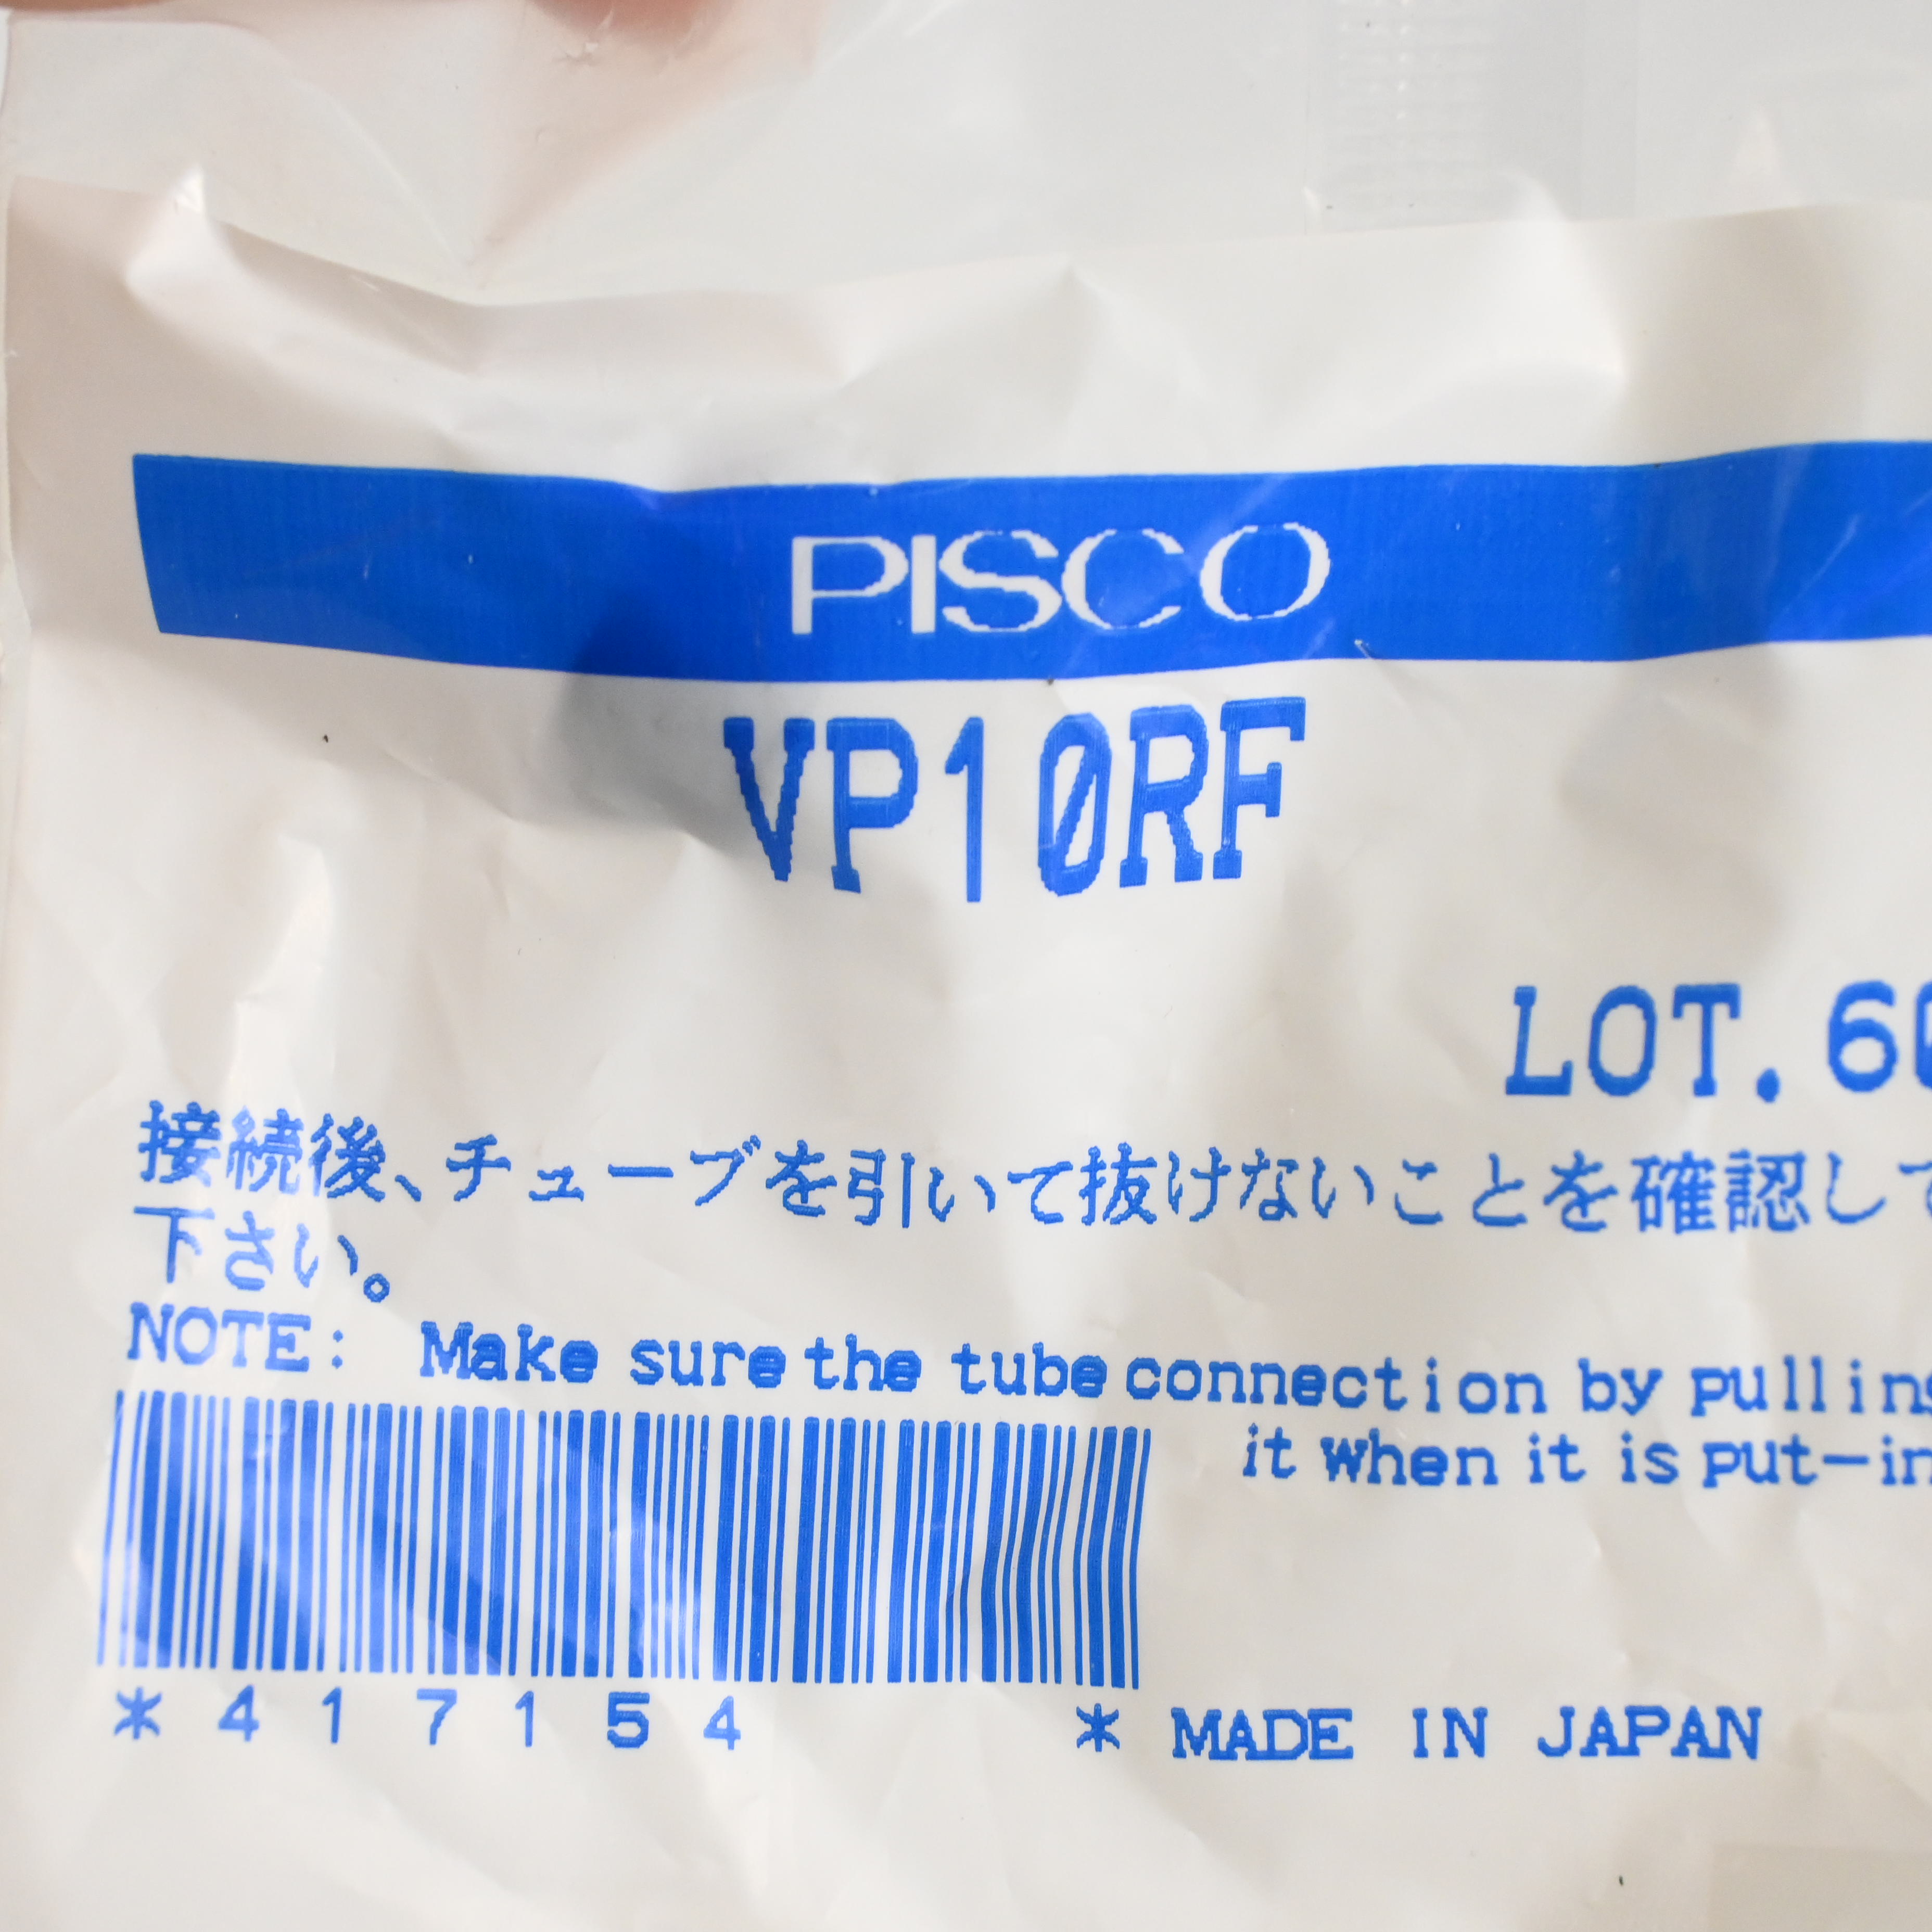 PISCO
VP10RF
LOT.60
接続後、チューブを引いて抜けないことを確認して
下さい。
NOTE: Make sure the tube connection by pulling
it when it is put-in
*417154 * MADE IN JAPAN